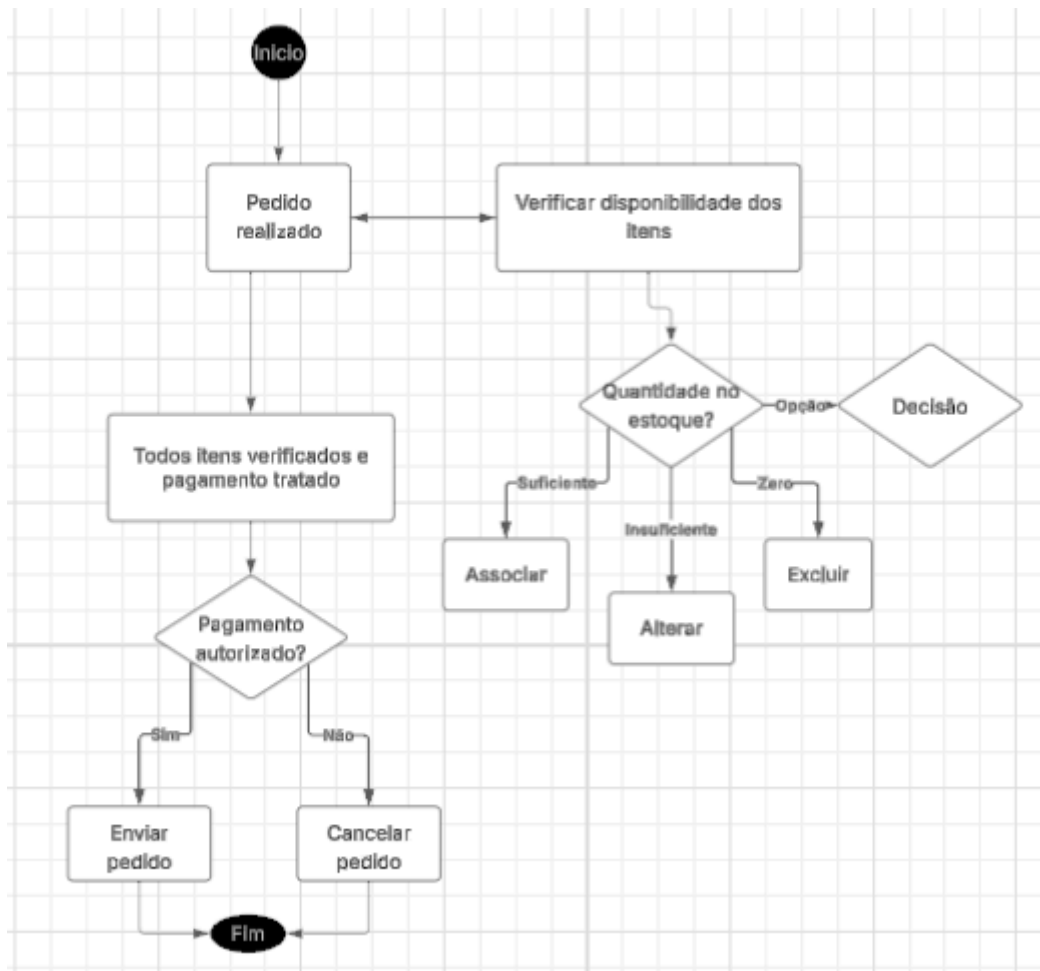 Início
Pedido
realizado
Verificar disponibilidade dos
itens
Quantidade no
estoque?
Opção
Decisão
Todos itens verificados e
pagamento tratado
Suficiente
Insuficiente
Zero
Associar
Alterar
Excluir
Pagamento
autorizado?
Sim
Não
Enviar
pedido
Cancelar
pedido
Fim